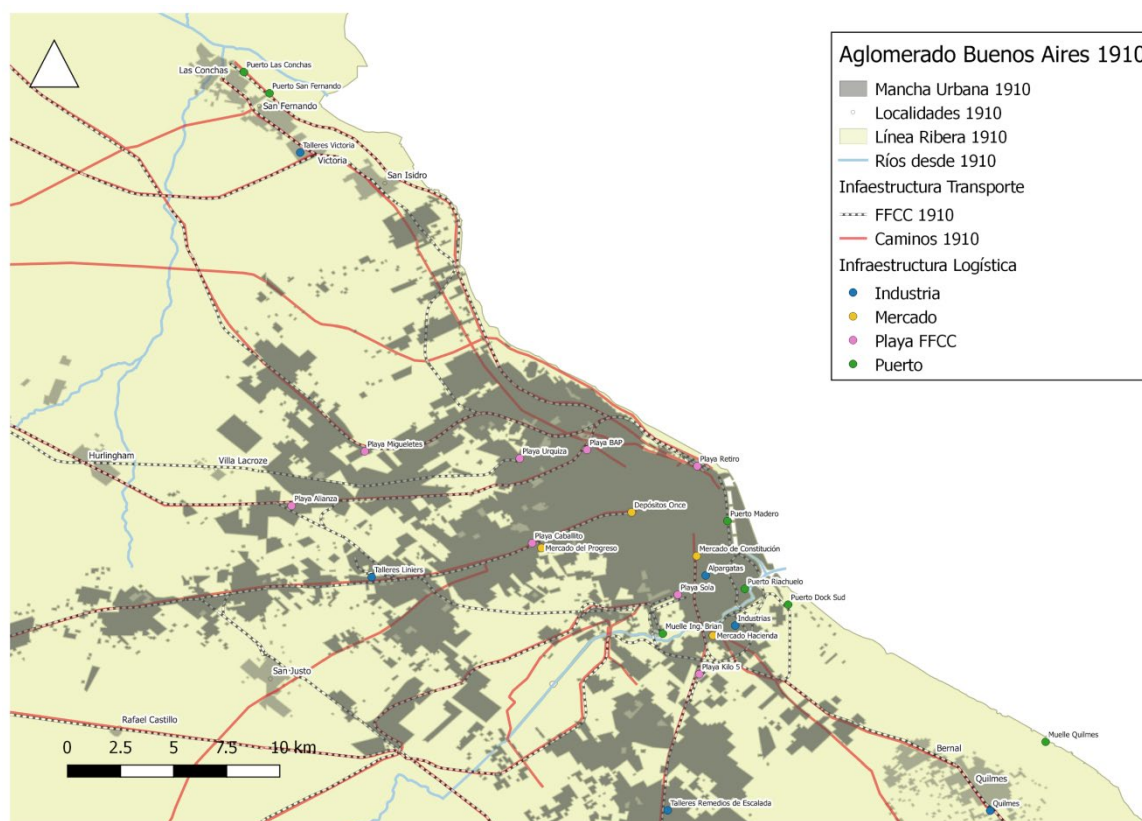 Aglomerado Buenos Aires 1910
Mancha Urbana 1910
Localidades 1910
Línea Ribera 1910
Ríos desde 1910
Infaestructura Transporte
FFCC 1910
Caminos 1910
Infraestructura Logística
Industria
Mercado
Playa FFCC
Puerto
Puerto Las Conchas
Las Conchas
Puerto San Fernando
San Fernando
Talleres Victoria
Victoria
San Isidro
Playa Migueletes
Playa BAP
Playa Urquiza
Hurlingham
Villa Lacroze
Playa Retiro
Playa Alianza
Depósitos Once
Puerto Madero
Playa Caballito
Mercado del Progreso
Mercado de Constitución
Talleres Liniers
Alpargatas
Puerto Riachuelo
Playa Sola
Puerto Dock Sud
Muelle Ing. Brian
Industrias
Mercado Hacienda
San Justo
Playa Kilo 5
Rafael Castillo
Muelle Quilmes
Bernal
0 2.5 5 7.5 10 km
Quilmes
Talleres Remedios de Escalada
Quilmes